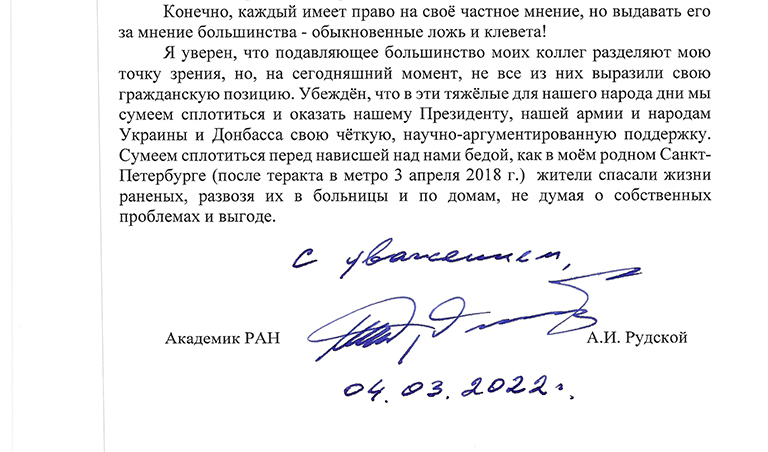 Конечно, каждый имеет право на своё частное мнение, но выдавать его
за мнение большинства - обыкновенные ложь и клевета!
Я уверен, что подавляющее большинство моих коллег разделяют мою
точку зрения, но, на сегодняшний момент, не все из них выразили свою
гражданскую позицию. Убеждён, что в эти тяжёлые для нашего народа дни мы
сумеем сплотиться и оказать нашему Президенту, нашей армии и народам
Украины и Донбасса свою чёткую, научно-аргументированную поддержку.
Сумеем сплотиться перед нависшей над нами бедой, как в моём родном Санкт-
Петербурге (после теракта в метро 3 апреля 2018 г.) жители спасали жизни
раненых, развозя их в больницы и по домам, не думая о собственных
проблемах и выгоде.
С уважением,
Академик РАН А.И. Рудской
04.03.2022г.